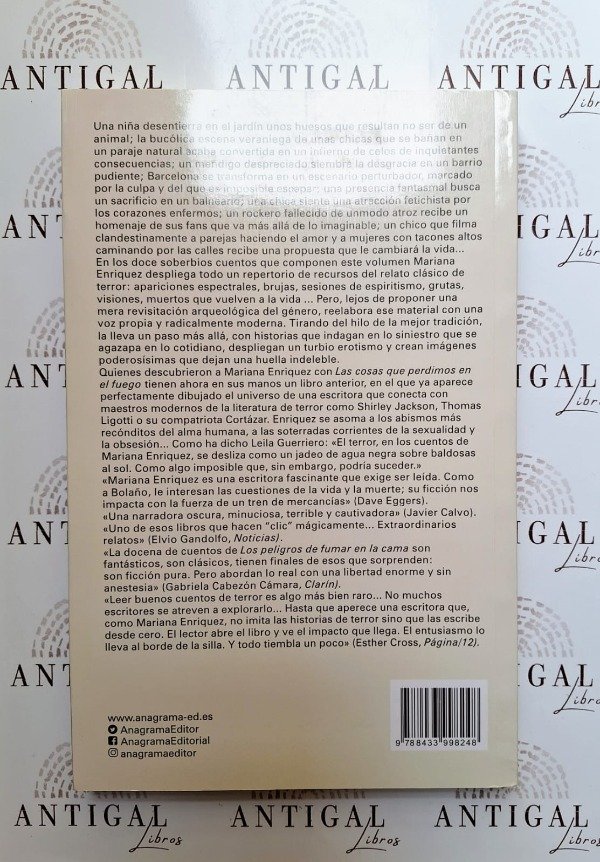 ANTIGAL
Libros
ANTIGAL
ANTIGAL
Libros
Una niña desentierra en el jardín unos huesos que resultan no ser de un
animal; la bucólica escena veraniega de unas chicas que se bañan en
un paraje natural acaba convertida en un infierno de celos de inquietantes
consecuencias; un mendigo despreciado siembra la desgracia en un barrio
pudiente; Barcelona se transforma en un escenario perturbador, marcado
por la culpa y del que es imposible escapar; una presencia fantasmal busca
un sacrificio en un balneario; una chica siente una atracción fetichista por
los corazones enfermos; un rockero fallecido de unmodo atroz recibe un
homenaje de sus fans que va más allá de lo imaginable; un chico que filma
clandestinamente a parejas haciendo el amor y a mujeres con tacones altos
caminando por las calles recibe una propuesta que le cambiará la vida...
En los doce soberbios cuentos que componen este volumen Mariana
Enriquez despliega todo un repertorio de recursos del relato clásico de
terror: apariciones espectrales, brujas, sesiones de espiritismo, grutas,
visiones, muertos que vuelven a la vida ... Pero, lejos de proponer una
mera revisitación arqueológica del género, reelabora ese material con una
voz propia y radicalmente moderna. Tirando del hilo de la mejor tradición,
la lleva un paso más allá, con historias que indagan en lo siniestro que se
agazapa en lo cotidiano, despliegan un turbio erotismo y crean imágenes
poderosísimas que dejan una huella indeleble.
Quienes descubrieron a Mariana Enriquez con Las cosas que perdimos en
el fuego tienen ahora en sus manos un libro anterior, en el que ya aparece
perfectamente dibujado el universo de una escritora que conecta con
maestros modernos de la literatura de terror como Shirley Jackson, Thomas
Ligotti o su compatriota Cortázar. Enriquez se asoma a los abismos más
recónditos del alma humana, a las soterradas corrientes de la sexualidad y
la obsesión... Como ha dicho Leila Guerriero: «El terror, en los cuentos de
Mariana Enriquez, se desliza como un jadeo de agua negra sobre baldosas
al sol. Como algo imposible que, sin embargo, podría suceder.»
«Mariana Enriquez es una escritora fascinante que exige ser leída. Como
a Bolaño, le interesan las cuestiones de la vida y la muerte; su ficción nos
impacta con la fuerza de un tren de mercancías» (Dave Eggers).
«Una narradora oscura, minuciosa, terrible y cautivadora» (Javier Calvo).
«Uno de esos libros que hacen “clic” mágicamente... Extraordinarios
relatos» (Elvio Gandolfo, Noticias).
«La docena de cuentos de Los peligros de fumar en la cama son
fantásticos, son clásicos, tienen finales de esos que sorprenden:
son ficción pura. Pero abordan lo real con una libertad enorme y sin
anestesia» (Gabriela Cabezón Cámara, Clarín).
«Leer buenos cuentos de terror es algo más bien raro... No muchos
escritores se atreven a explorarlo... Hasta que aparece una escritora que,
como Mariana Enriquez, no imita las historias de terror sino que las escribe
desde cero. El lector abre el libro y ve el impacto que llega. El entusiasmo lo
lleva al borde de la silla. Y todo tiembla un poco» (Esther Cross, Página/12).
www.anagrama-ed.es
AnagramaEditor
AnagramaEditorial
anagramaeditor
9 788433 998248
ANTIGAL
Libros
ANTIGAL
Libros
ANTIGAL
Libros